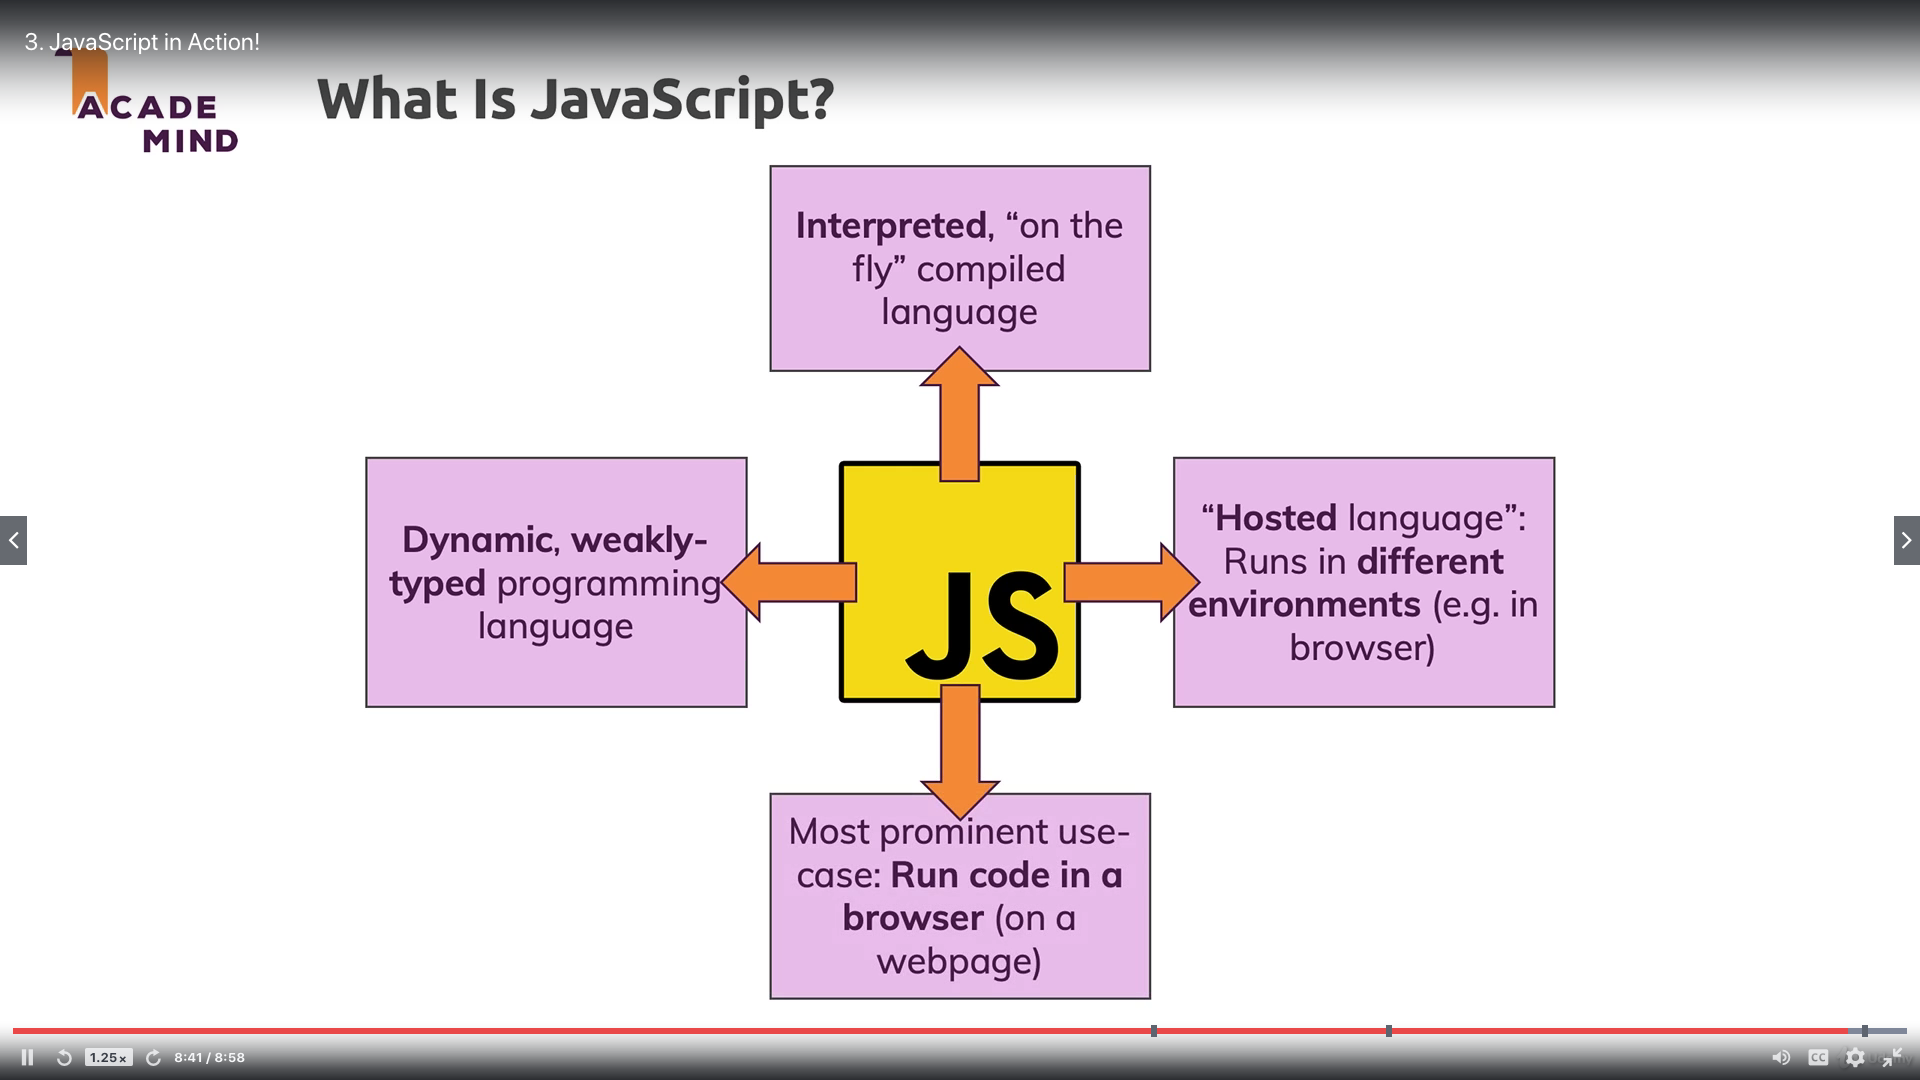 3. JavaScript in Action!
ACADE
MIND
What Is JavaScript?
Interpreted, “on the
fly” compiled
language
Dynamic, weakly-
typed programming
language
JS
“Hosted language”:
Runs in different
environments (e.g. in
browser)
Most prominent use-
case: Run code in a
browser (on a
webpage)
1.25x
8:41 / 8:58
CC